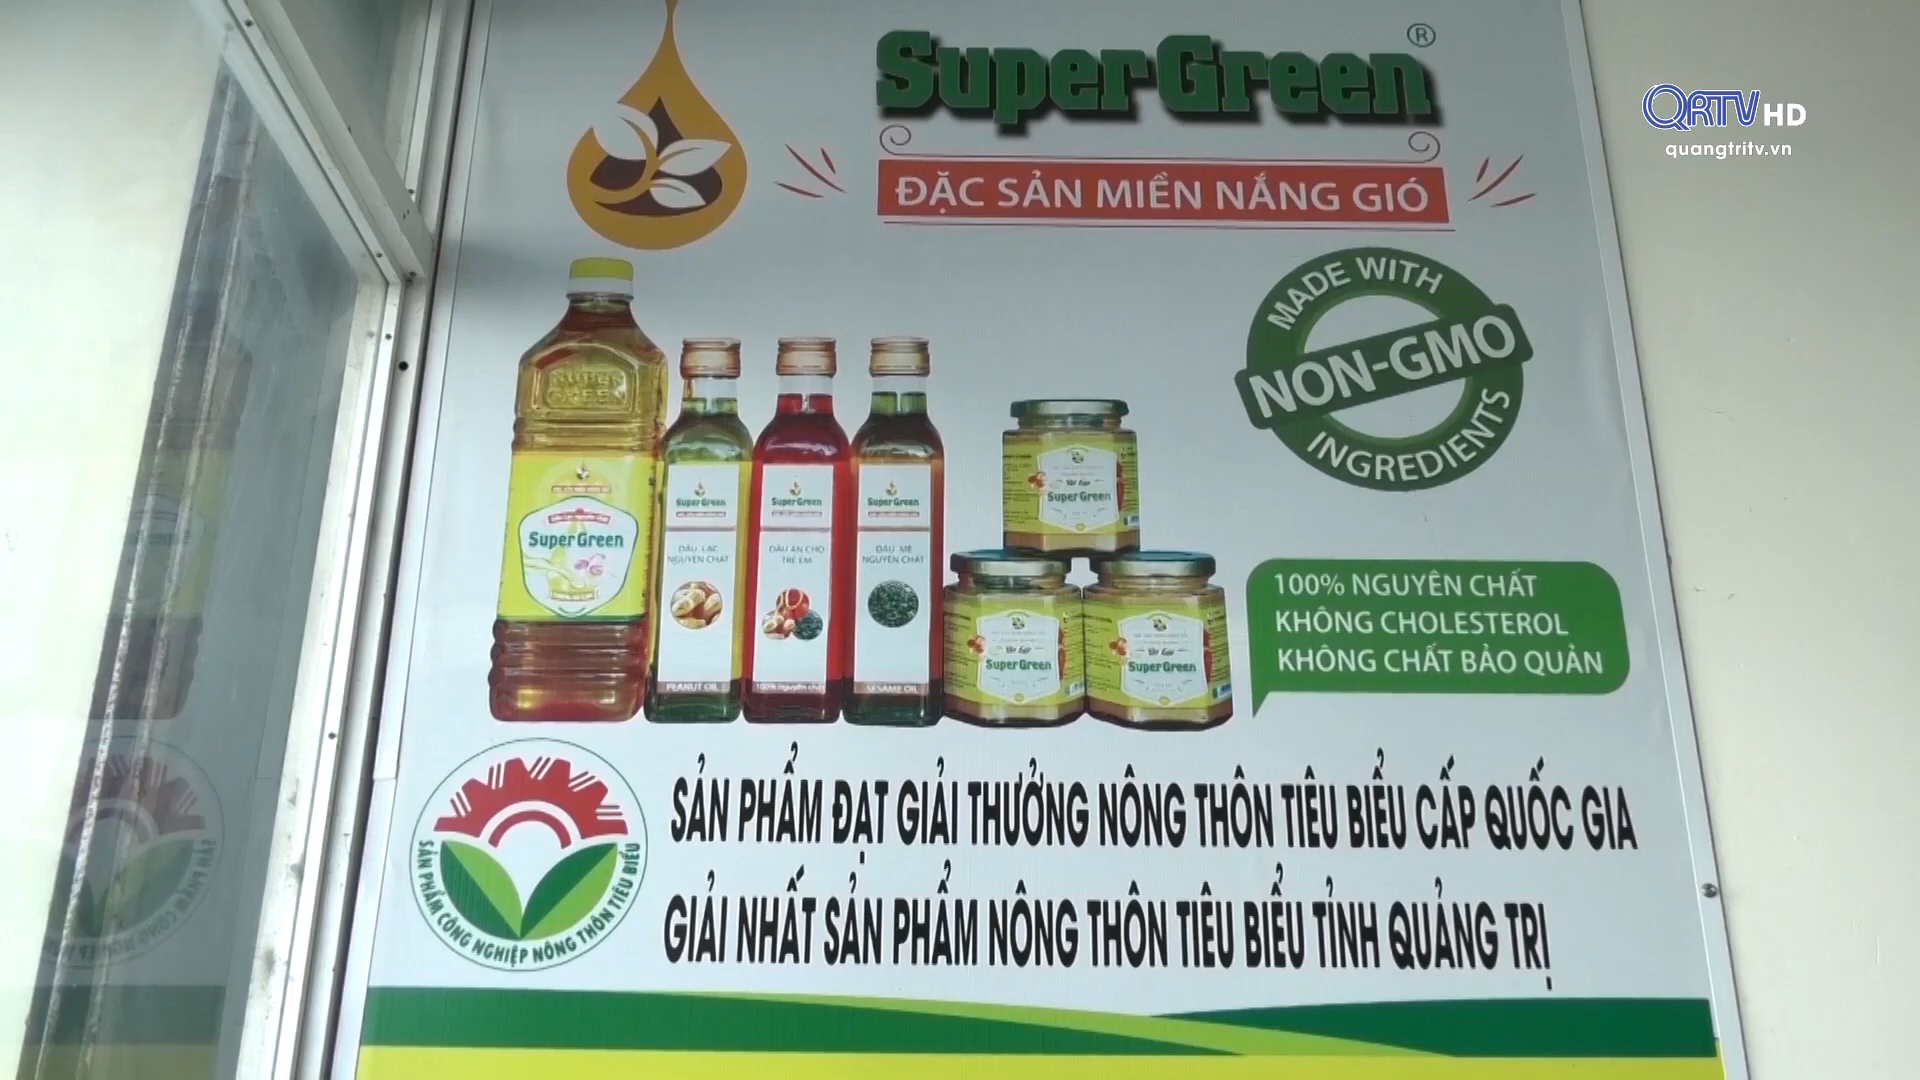 SuperGreen®
QRTV HD
quangtritv.vn
ĐẶC SẢN MIỀN NẮNG GIÓ
MADE WITH
NON-GMO
INGREDIENTS
SUPER GREEN
SuperGreen
SuperGreen
DẦU LẠC
NGUYÊN CHẤT
PEANUT OIL
SuperGreen
DẦU ĂN CHO
TRẺ EM
100% nguyên chất
SuperGreen
DẦU MÈ
NGUYÊN CHẤT
SESAME OIL
SuperGreen
SuperGreen
SuperGreen
100% NGUYÊN CHẤT
KHÔNG CHOLESTEROL
KHÔNG CHẤT BẢO QUẢN
SẢN PHẨM CÔNG NGHIỆP NÔNG THÔN TIÊU BIỂU
SẢN PHẨM ĐẠT GIẢI THƯỞNG NÔNG THÔN TIÊU BIỂU CẤP QUỐC GIA
GIẢI NHẤT SẢN PHẨM NÔNG THÔN TIÊU BIỂU TỈNH QUẢNG TRỊ